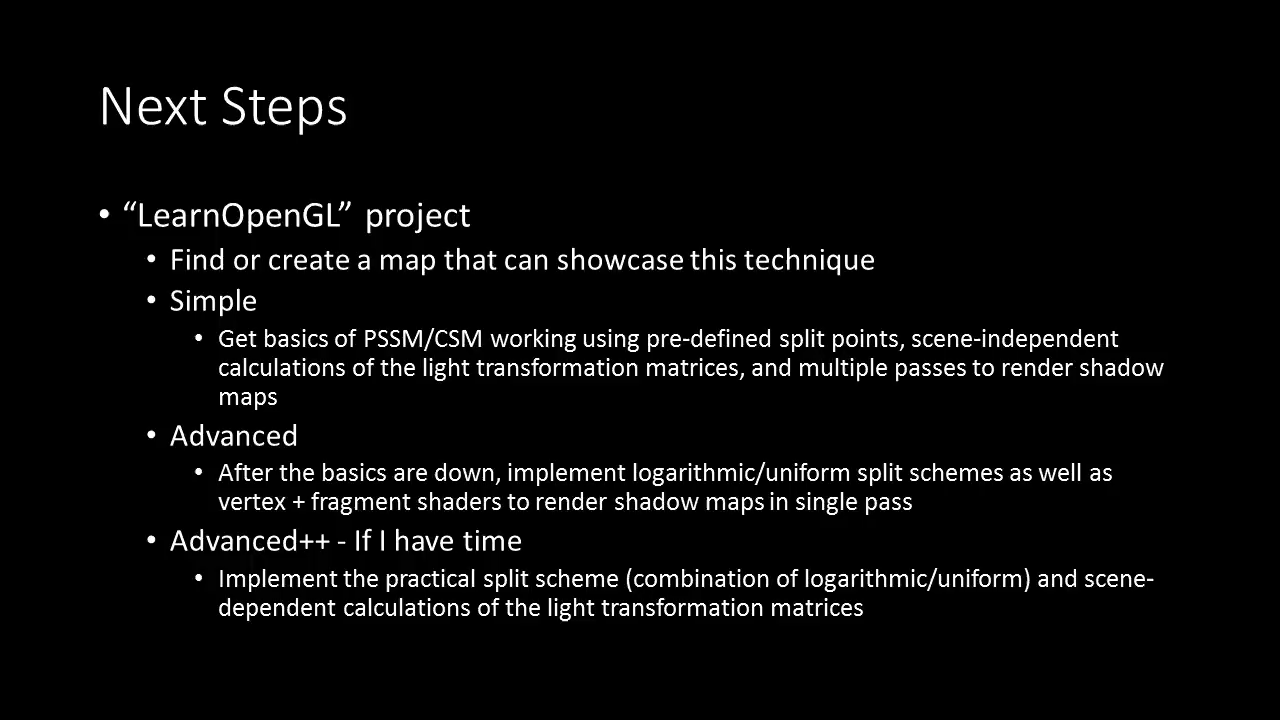 Next Steps
• “LearnOpenGL” project
• Find or create a map that can showcase this technique
• Simple
• Get basics of PSSM/CSM working using pre-defined split points, scene-independent
calculations of the light transformation matrices, and multiple passes to render shadow
maps
• Advanced
• After the basics are down, implement logarithmic/uniform split schemes as well as
vertex + fragment shaders to render shadow maps in single pass
• Advanced++ - If I have time
• Implement the practical split scheme (combination of logarithmic/uniform) and scene-
dependent calculations of the light transformation matrices